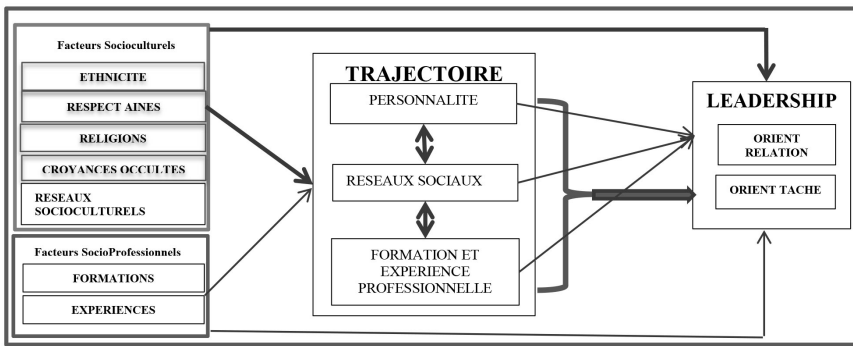 Facteurs Socioculturels
ETHNICITE
RESPECT AINES
RELIGIONS
CROYANCES OCCULTES
RESEAUX
SOCIOCULTURELS
Facteurs SocioProfessionnels
FORMATIONS
EXPERIENCES
TRAJECTOIRE
PERSONNALITE
RESEAUX SOCIAUX
FORMATION ET
EXPERIENCE
PROFESSIONNELLE
LEADERSHIP
ORIENT
RELATION
ORIENT TACHE